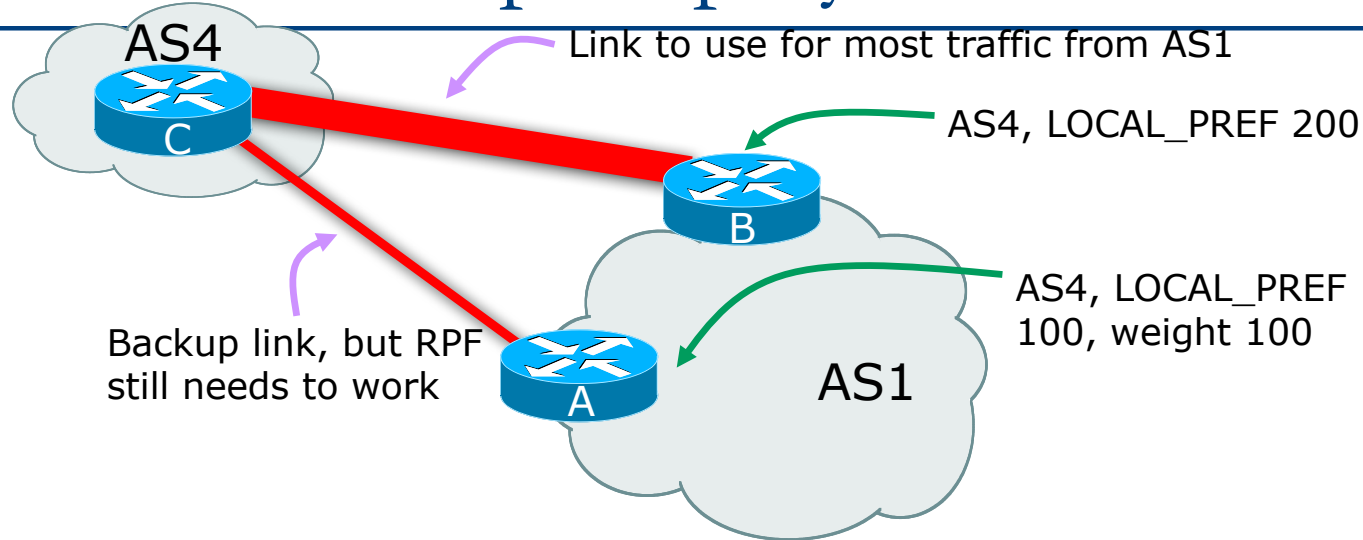 AS4
Link to use for most traffic from AS1
C
AS4, LOCAL_PREF 200
B
AS4, LOCAL_PREF
100, weight 100
Backup link, but RPF
still needs to work
A
AS1